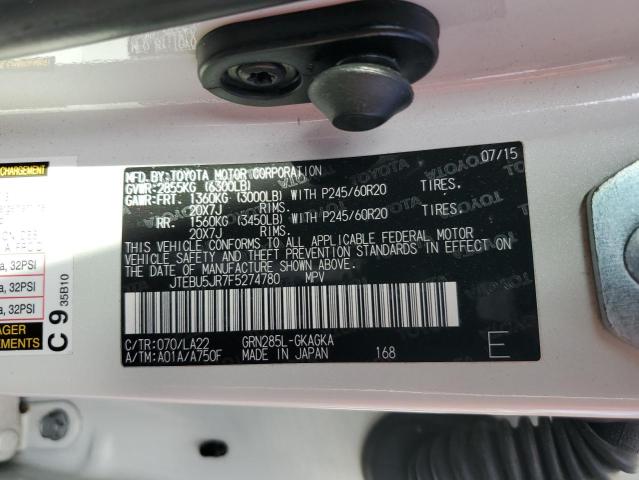 MFD.BY:TOYOTA MOTOR CORPORATION 07/15
GVWR:2855KG (6300LB)
GAWR:FRT. 1360KG (3000LB) WITH P245/60R20 TIRES.
20X7J RIMS.
RR. 1560KG (3450LB) WITH P245/60R20 TIRES.
20X7J RIMS.
THIS VEHICLE CONFORMS TO ALL APPLICABLE FEDERAL MOTOR
VEHICLE SAFETY AND THEFT PREVENTION STANDARDS IN EFFECT ON
THE DATE OF MANUFACTURE SHOWN ABOVE.
JTEBU5JR7F5274780 MPV
C/TR:070/LA22 GRN285L-GKAGKA
A/TM:A01A/A750F MADE IN JAPAN 168 E
CHARGEMENT
a, 32PSI
a, 32PSI
a, 32PSI
AGER
EMENTS
C9 35B10